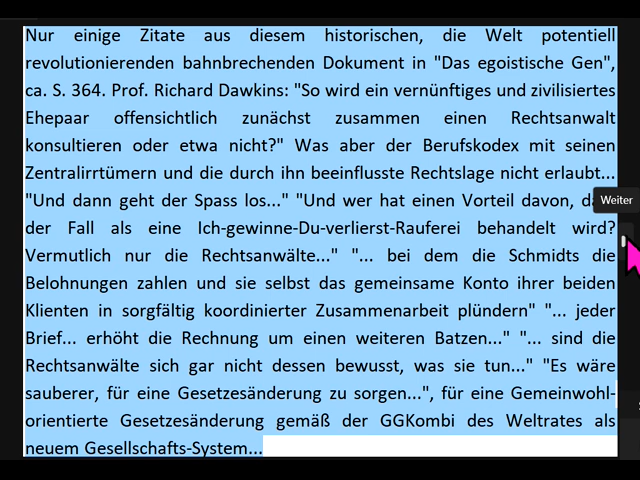 Nur einige Zitate aus diesem historischen, die Welt potentiell
revolutionierenden bahnbrechenden Dokument in "Das egoistische Gen",
ca. S. 364. Prof. Richard Dawkins: "So wird ein vernünftiges und zivilisiertes
Ehepaar offensichtlich zunächst zusammen einen Rechtsanwalt
konsultieren oder etwa nicht?" Was aber der Berufskodex mit seinen
Zentralirrtümern und die durch ihn beeinflusste Rechtslage nicht erlaubt...
"Und dann geht der Spass los..." "Und wer hat einen Vorteil davon,
Weiter
der Fall als eine Ich-gewinne-Du-verlierst-Rauferei behandelt wird?
Vermutlich nur die Rechtsanwälte..." "... bei dem die Schmidts die
Belohnungen zahlen und sie selbst das gemeinsame Konto ihrer beiden
Klienten in sorgfältig koordinierter Zusammenarbeit plündern" "... jeder
Brief... erhöht die Rechnung um einen weiteren Batzen..." "... sind die
Rechtsanwälte sich gar nicht dessen bewusst, was sie tun..." "Es wäre
sauberer, für eine Gesetzesänderung zu sorgen...", für eine Gemeinwohl-
orientierte Gesetzesänderung gemäß der GGKombi des Weltrates als
neuem Gesellschafts-System...